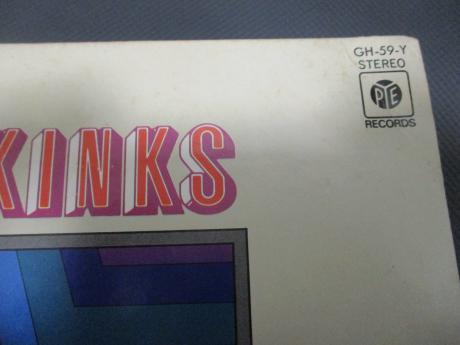 GH-59-Y
STEREO
PYE
RECORDS
KINKS